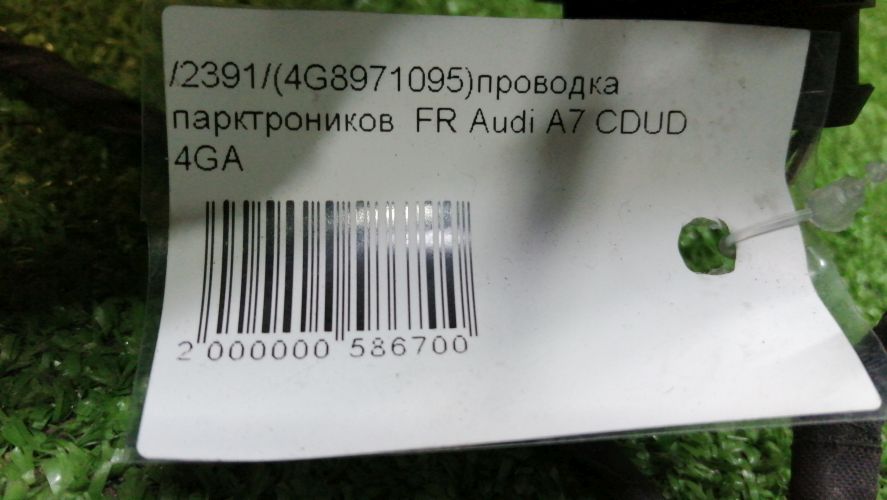 /2391/(4G8971095)проводка
парктроников FR Audi A7 CDUD
4GA
2 000000 586700